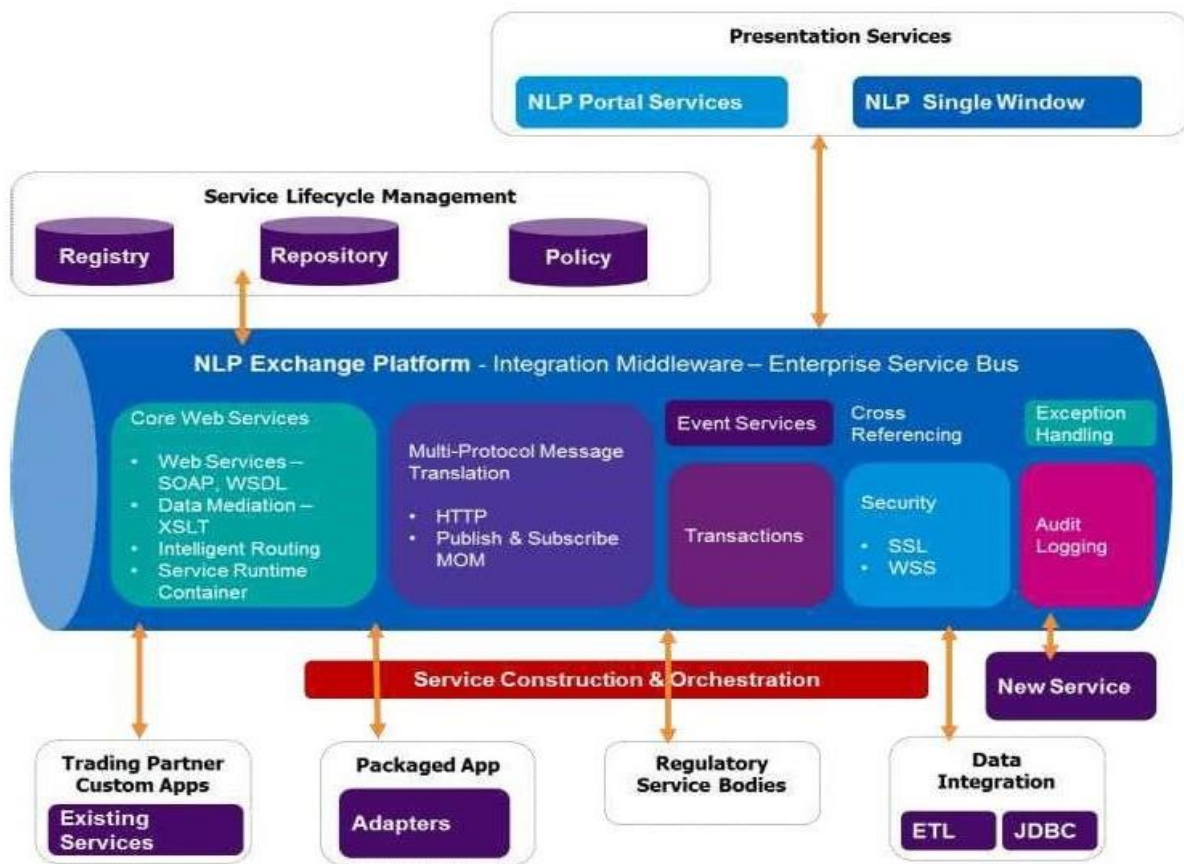 Presentation Services
NLP Portal Services
NLP Single Window
Service Lifecycle Management
Registry
Repository
Policy
NLP Exchange Platform - Integration Middleware – Enterprise Service Bus
Core Web Services
• Web Services –
SOAP, WSDL
• Data Mediation –
XSLT
• Intelligent Routing
• Service Runtime
Container
Multi-Protocol Message
Translation
• HTTP
• Publish & Subscribe
MOM
Event Services
Transactions
Cross
Referencing
Security
• SSL
• WSS
Exception
Handling
Audit
Logging
Service Construction & Orchestration
New Service
Trading Partner
Custom Apps
Existing
Services
Packaged App
Adapters
Regulatory
Service Bodies
Data
Integration
ETL
JDBC